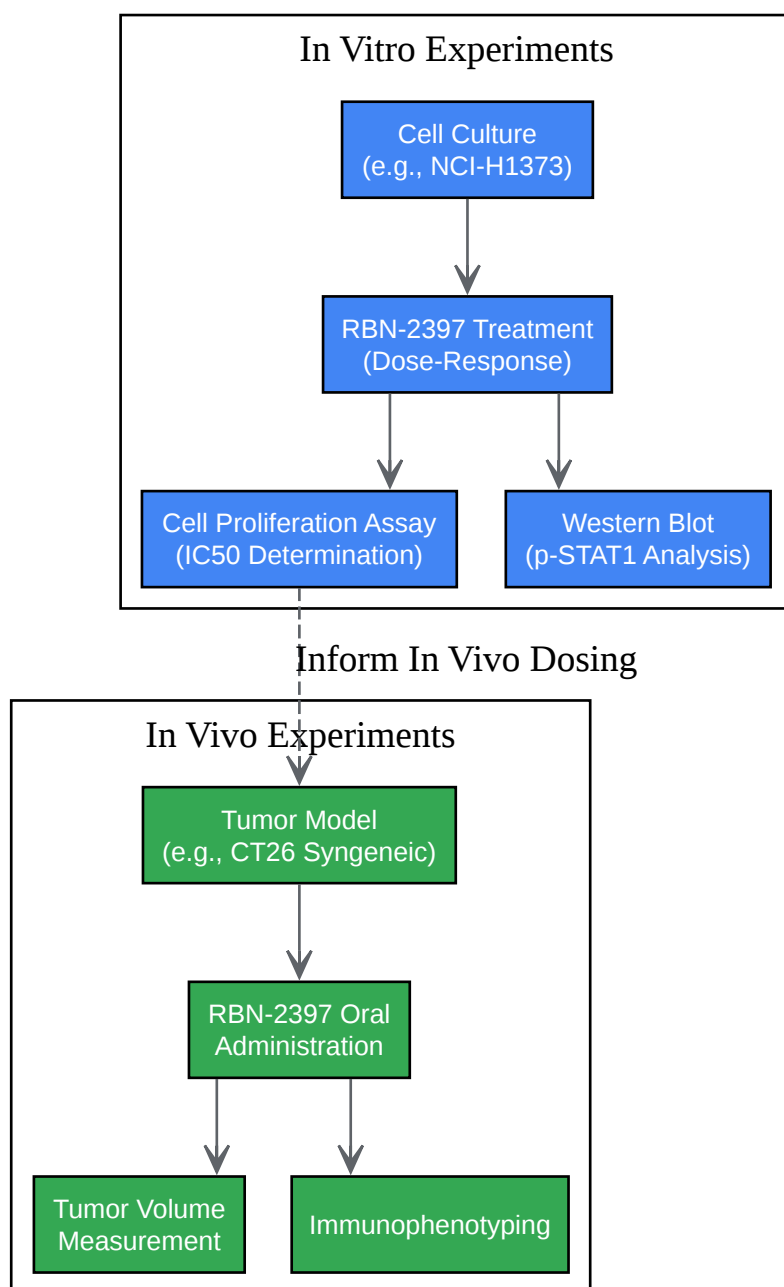 In Vitro Experiments
Cell Culture
(e.g., NCI-H1373)
RBN-2397 Treatment
(Dose-Response)
Cell Proliferation Assay
(IC50 Determination)
Western Blot
(p-STAT1 Analysis)
Inform In Vivo Dosing
In Vivo Experiments
Tumor Model
(e.g., CT26 Syngeneic)
RBN-2397 Oral
Administration
Tumor Volume
Measurement
Immunophenotyping